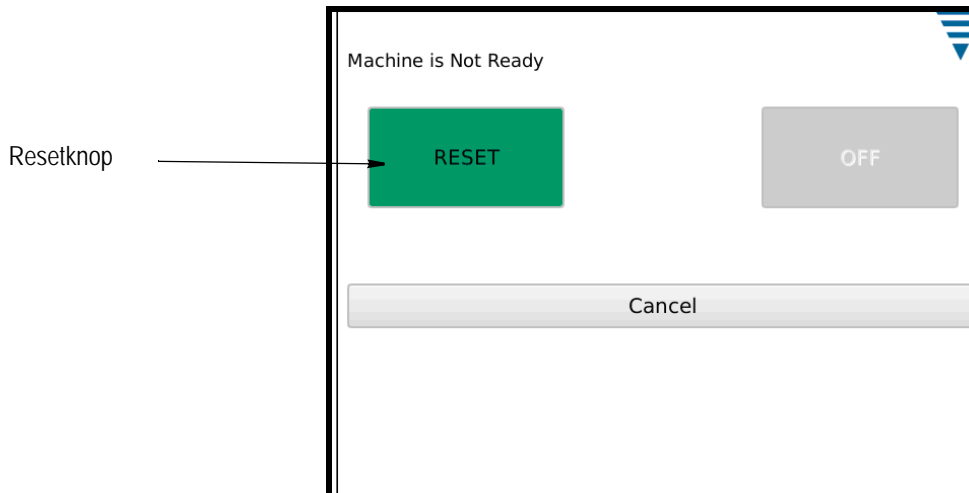 Machine is Not Ready
Resetknop
RESET
OFF
Cancel